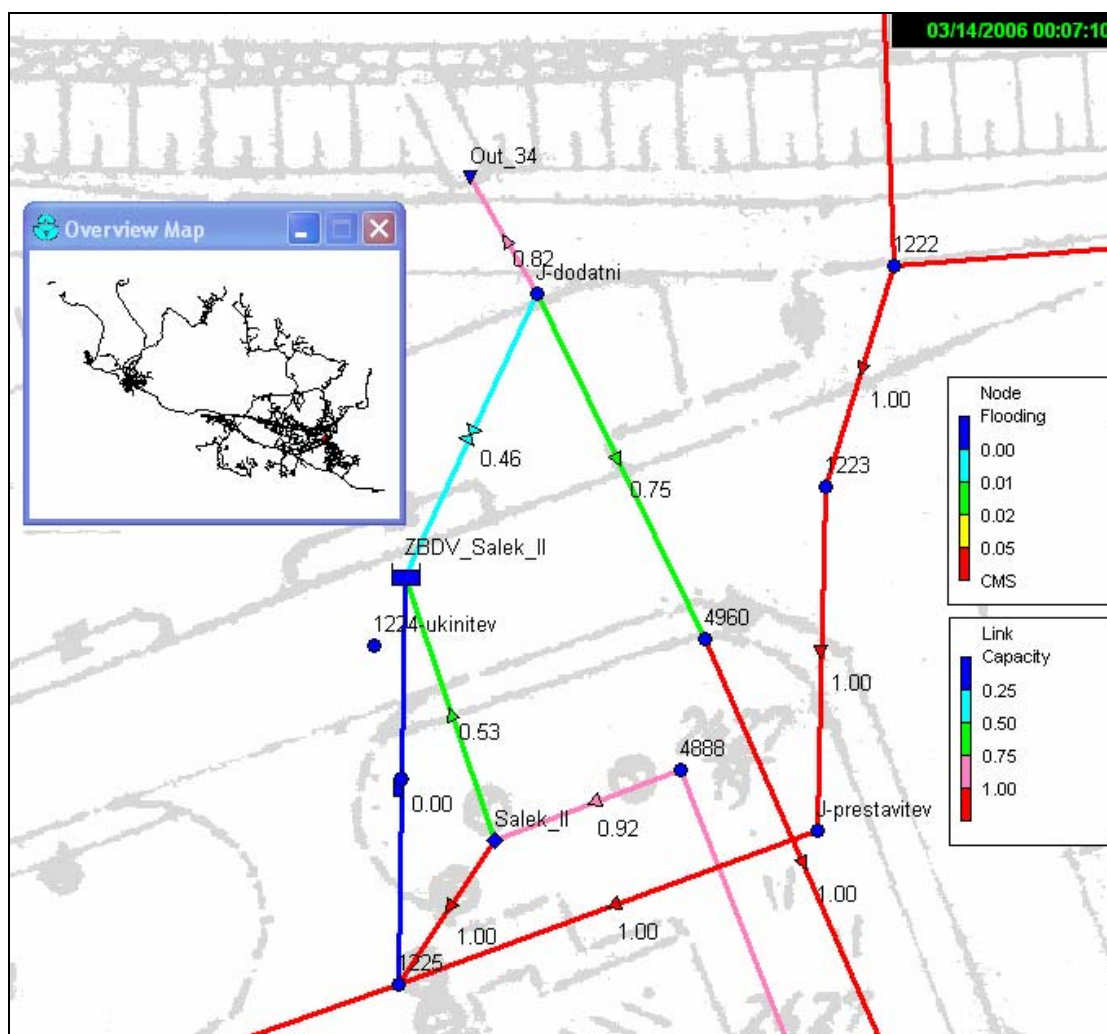 03/14/2006 00:07:10
Out_34
Overview Map
0.82
J-dodatni
1222
1.00
0.46
0.75
1223
Node
Flooding
0.00
0.01
0.02
0.05
CMS
ZBDV_Salek_II
1224-ukinitev
4960
Link
Capacity
0.25
0.50
0.75
1.00
1.00
0.53
4888
0.00
Salek_II
0.92
J-prestavitev
1.00
1.00
1.00
1225